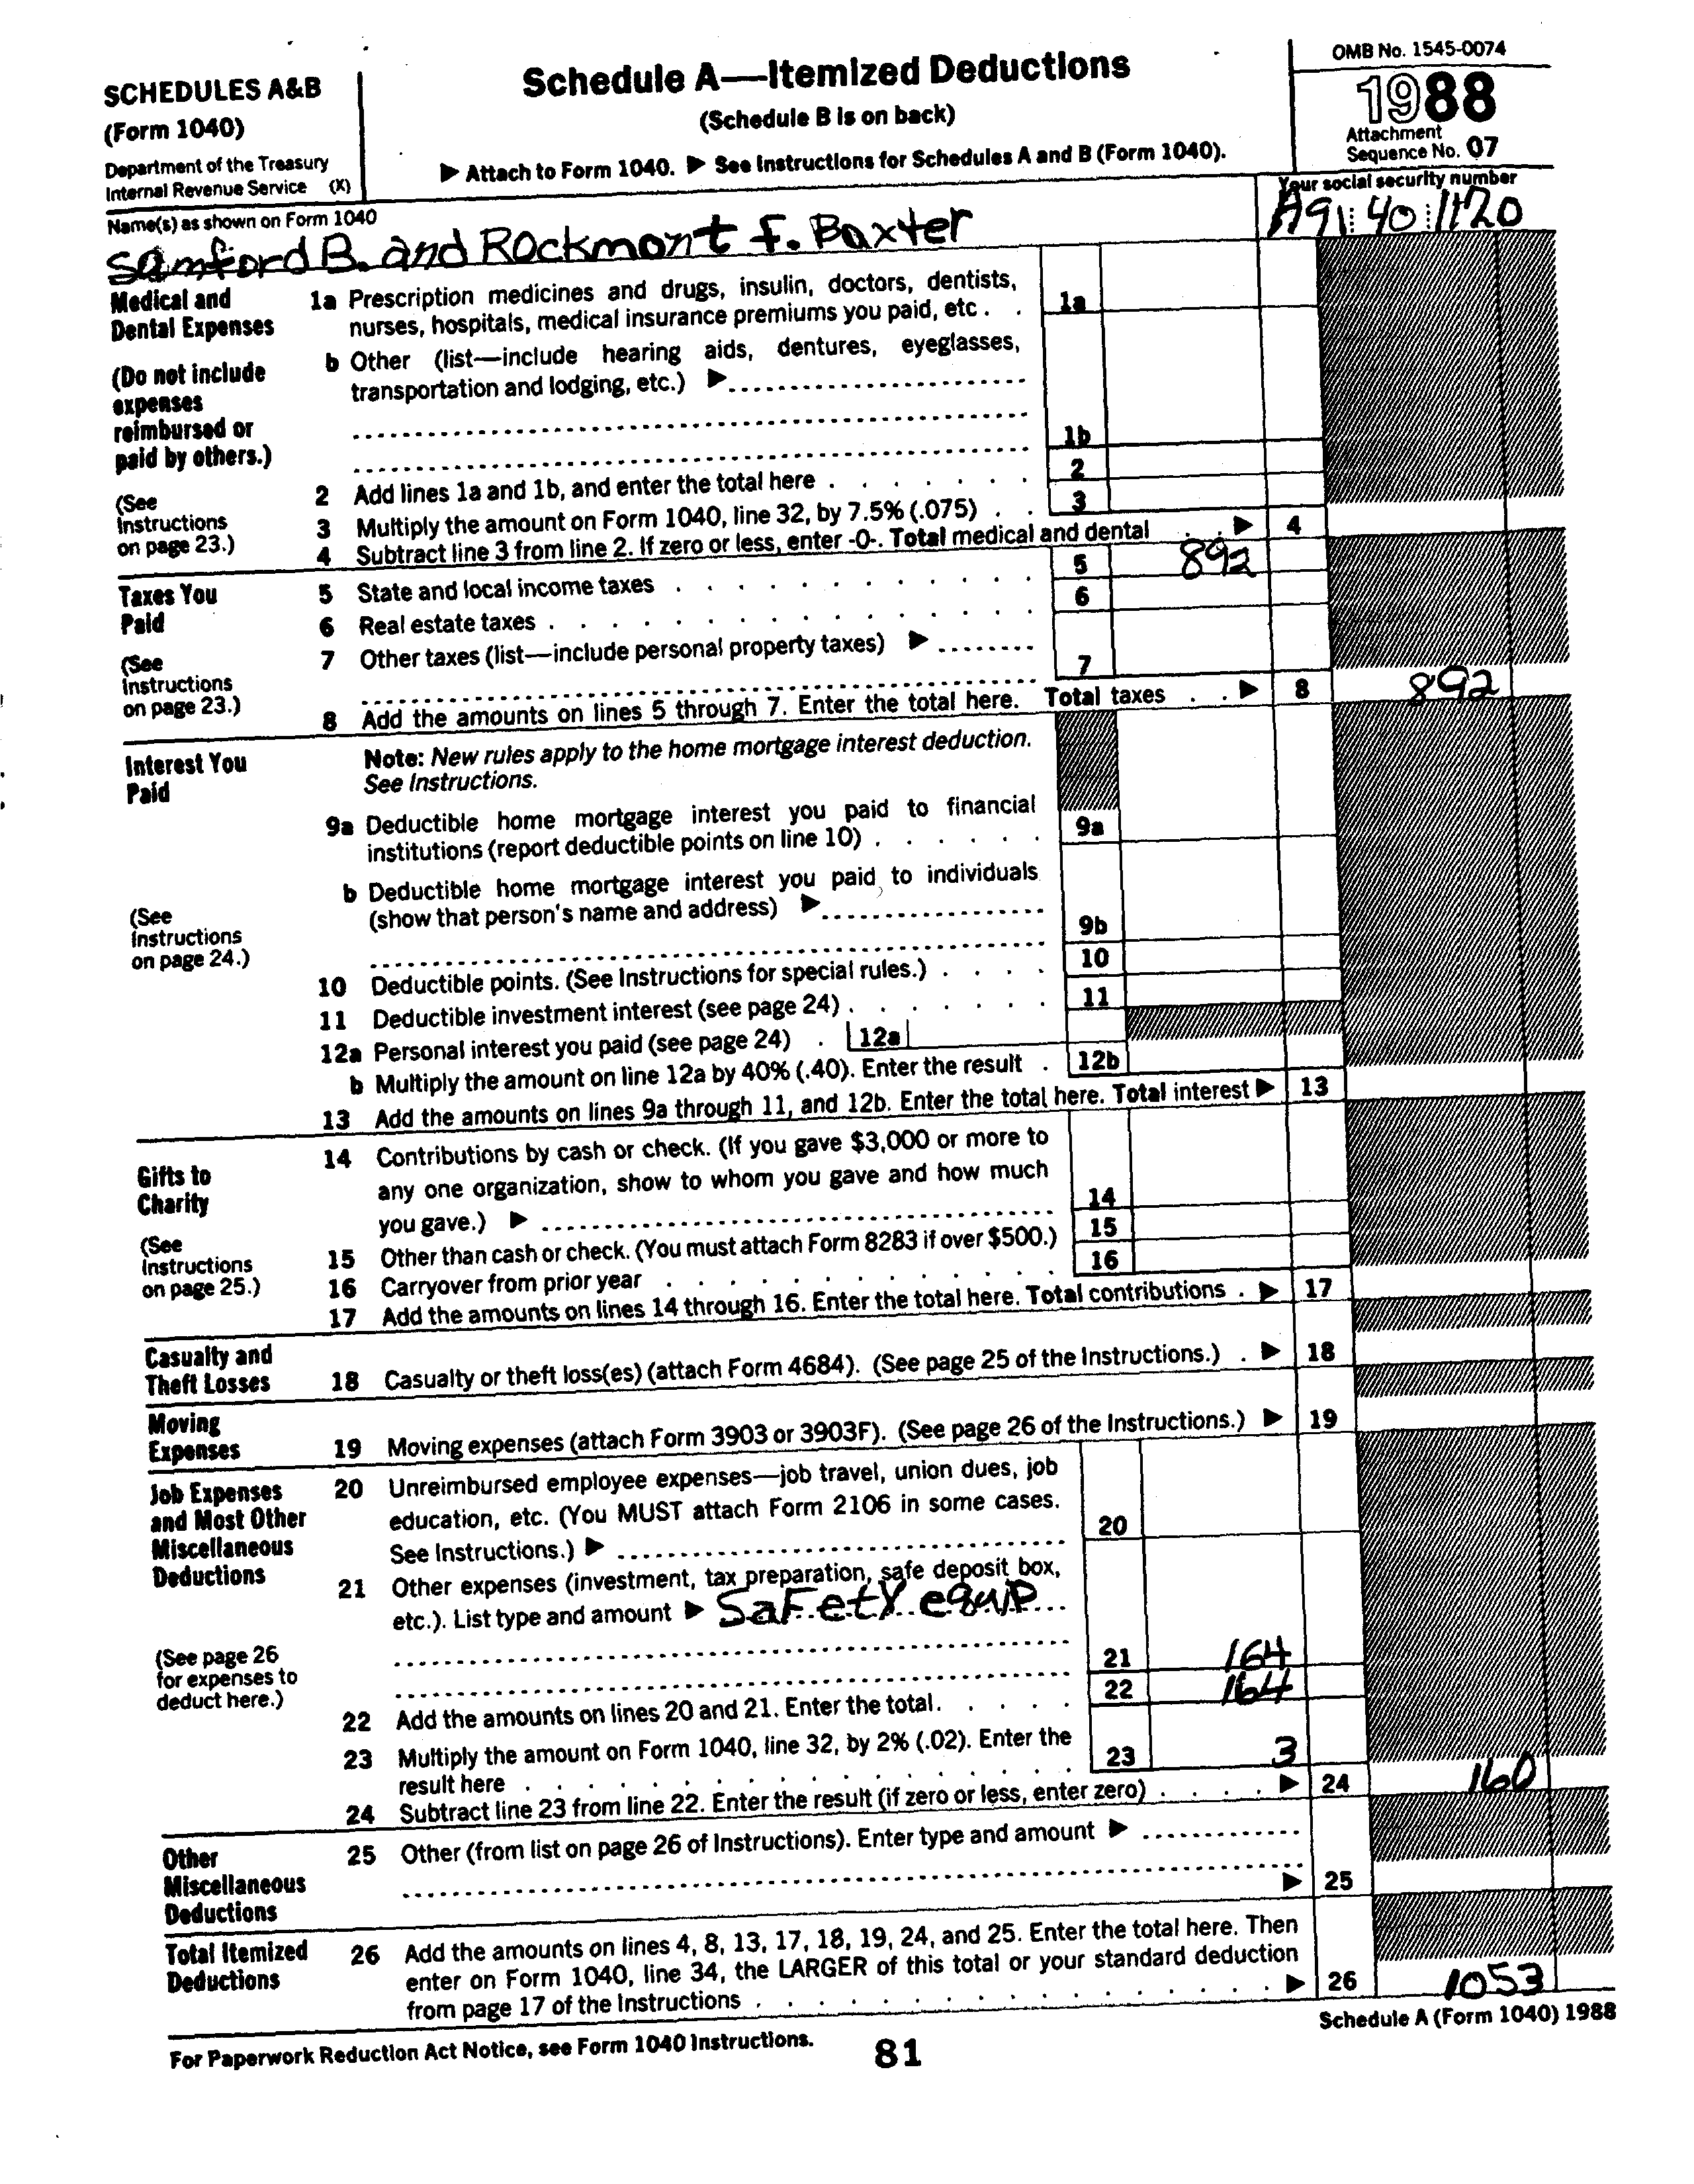 SCHEDULES A&B
(Form 1040)
Department of the Treasury
Internal Revenue Service (X)
Schedule A—Itemized Deductions
(Schedule B is on back)
▶ Attach to Form 1040. ▶ See Instructions for Schedules A and B (Form 1040).
OMB No. 1545-0074
1988
Attachment
Sequence No. 07
Name(s) as shown on Form 1040
Samford B. and Rockmont F. Baxter
Your social security number
A91 40 1120
Medical and
Dental Expenses
(Do not include
expenses
reimbursed or
paid by others.)
(See
Instructions
on page 23.)
1a Prescription medicines and drugs, insulin, doctors, dentists,
nurses, hospitals, medical insurance premiums you paid, etc . . 1a
b Other (list—include hearing aids, dentures, eyeglasses,
transportation and lodging, etc.) ▶
1b
2 Add lines 1a and 1b, and enter the total here . . . . . . . 2
3 Multiply the amount on Form 1040, line 32, by 7.5% (.075) . . 3
4 Subtract line 3 from line 2. If zero or less, enter -0-. Total medical and dental . . ▶ 4
Taxes You
Paid
(See
Instructions
on page 23.)
5 State and local income taxes . . . . . . . . . . . . 5 892
6 Real estate taxes . . . . . . . . . . . . . . . 6
7 Other taxes (list—include personal property taxes) ▶
7
8 Add the amounts on lines 5 through 7. Enter the total here. Total taxes . . ▶ 8 892
Interest You
Paid
(See
Instructions
on page 24.)
Note: New rules apply to the home mortgage interest deduction.
See Instructions.
9a Deductible home mortgage interest you paid to financial
institutions (report deductible points on line 10) . . . . . . 9a
b Deductible home mortgage interest you paid to individuals
(show that person's name and address) ▶
9b
10 Deductible points. (See Instructions for special rules.) . . . . 10
11 Deductible investment interest (see page 24) . . . . . . . 11
12a Personal interest you paid (see page 24) . 12a
b Multiply the amount on line 12a by 40% (.40). Enter the result . 12b
13 Add the amounts on lines 9a through 11, and 12b. Enter the total here. Total interest ▶ 13
Gifts to
Charity
(See
Instructions
on page 25.)
14 Contributions by cash or check. (If you gave $3,000 or more to
any one organization, show to whom you gave and how much
you gave.) ▶ 14
15 Other than cash or check. (You must attach Form 8283 if over $500.) 15
16 Carryover from prior year . . . . . . . . . . . . . 16
17 Add the amounts on lines 14 through 16. Enter the total here. Total contributions . ▶ 17
Casualty and
Theft Losses
18 Casualty or theft loss(es) (attach Form 4684). (See page 25 of the Instructions.) . ▶ 18
Moving
Expenses
19 Moving expenses (attach Form 3903 or 3903F). (See page 26 of the Instructions.) ▶ 19
Job Expenses
and Most Other
Miscellaneous
Deductions
(See page 26
for expenses to
deduct here.)
20 Unreimbursed employee expenses—job travel, union dues, job
education, etc. (You MUST attach Form 2106 in some cases.
See Instructions.) ▶ 20
21 Other expenses (investment, tax preparation, safe deposit box,
etc.). List type and amount ▶ Safety equip
21 164
22 Add the amounts on lines 20 and 21. Enter the total. . . . . 22 164
23 Multiply the amount on Form 1040, line 32, by 2% (.02). Enter the
result here . . . . . . . . . . . . . . . . . 23 3
24 Subtract line 23 from line 22. Enter the result (if zero or less, enter zero) . . . . ▶ 24 160
Other
Miscellaneous
Deductions
25 Other (from list on page 26 of Instructions). Enter type and amount ▶
▶ 25
Total Itemized
Deductions
26 Add the amounts on lines 4, 8, 13, 17, 18, 19, 24, and 25. Enter the total here. Then
enter on Form 1040, line 34, the LARGER of this total or your standard deduction
from page 17 of the Instructions . . . . . . . . . . . . . . . . . ▶ 26 1053
For Paperwork Reduction Act Notice, see Form 1040 Instructions.
81
Schedule A (Form 1040) 1988